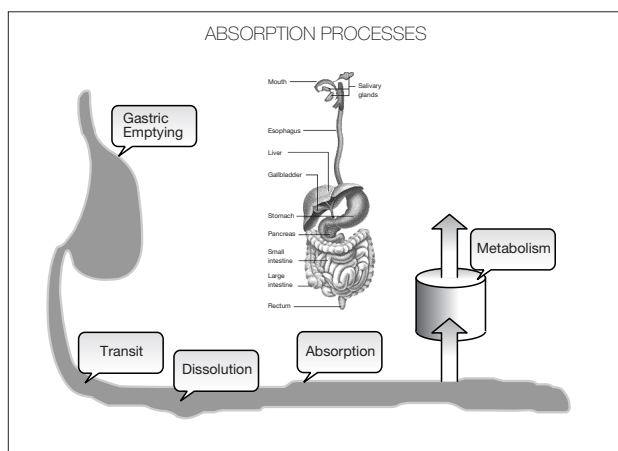 ABSORPTION PROCESSES
Mouth
Salivary
glands
Esophagus
Liver
Gallbladder
Stomach
Pancreas
Small
intestine
Large
intestine
Rectum
Gastric
Emptying
Metabolism
Transit
Dissolution
Absorption